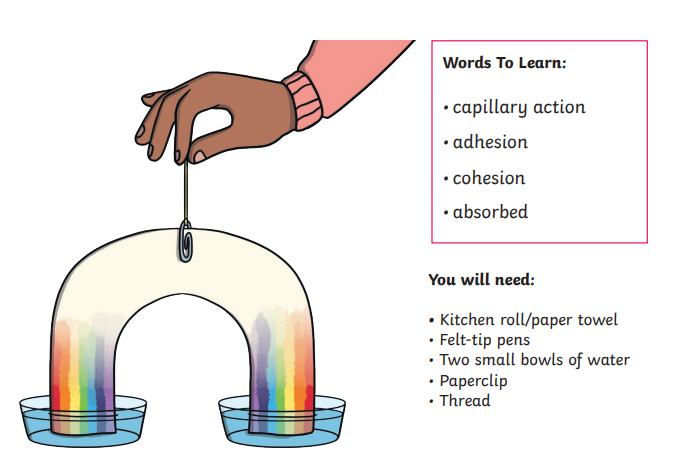 Words To Learn:
• capillary action
• adhesion
• cohesion
• absorbed
You will need:
• Kitchen roll/paper towel
• Felt-tip pens
• Two small bowls of water
• Paperclip
• Thread